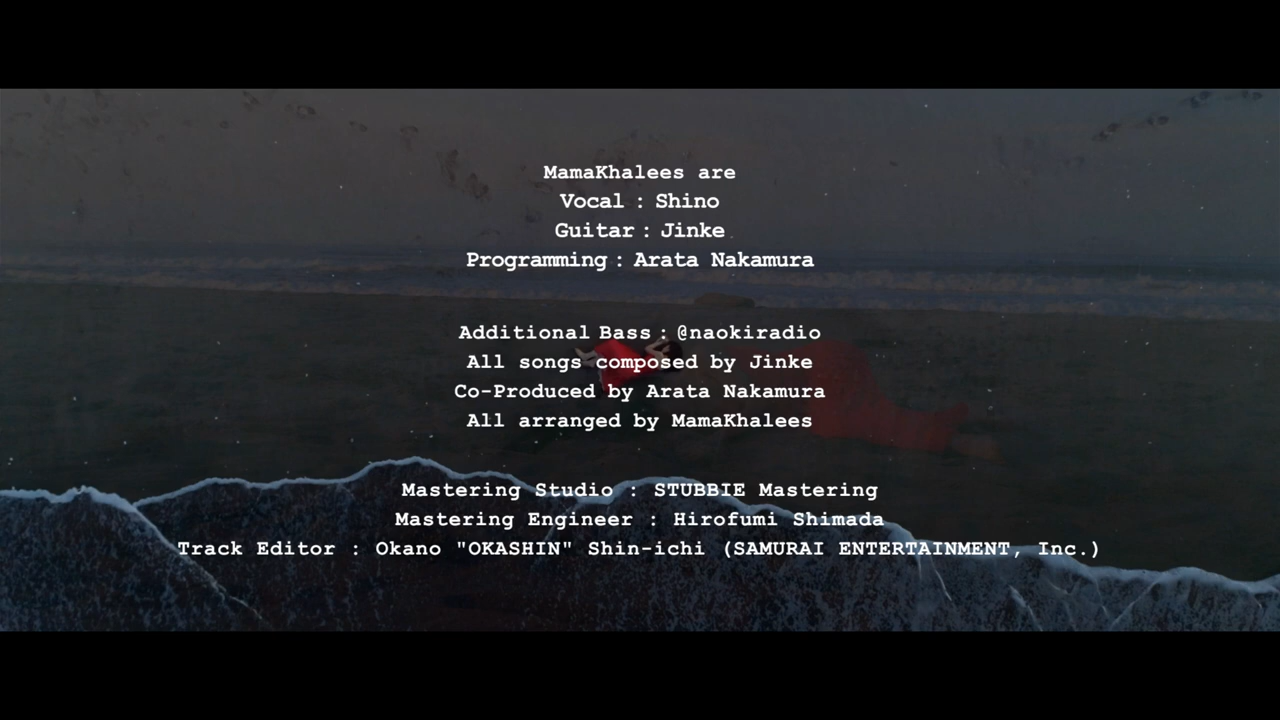 MamaKhalees are
Vocal : Shino
Guitar : Jinke
Programming : Arata Nakamura
Additional Bass : @naokiradio
All songs composed by Jinke
Co-Produced by Arata Nakamura
All arranged by MamaKhalees
Mastering Studio : STUBBIE Mastering
Mastering Engineer : Hirofumi Shimada
Track Editor : Okano "OKASHIN" Shin-ichi (SAMURAI ENTERTAINMENT, Inc.)